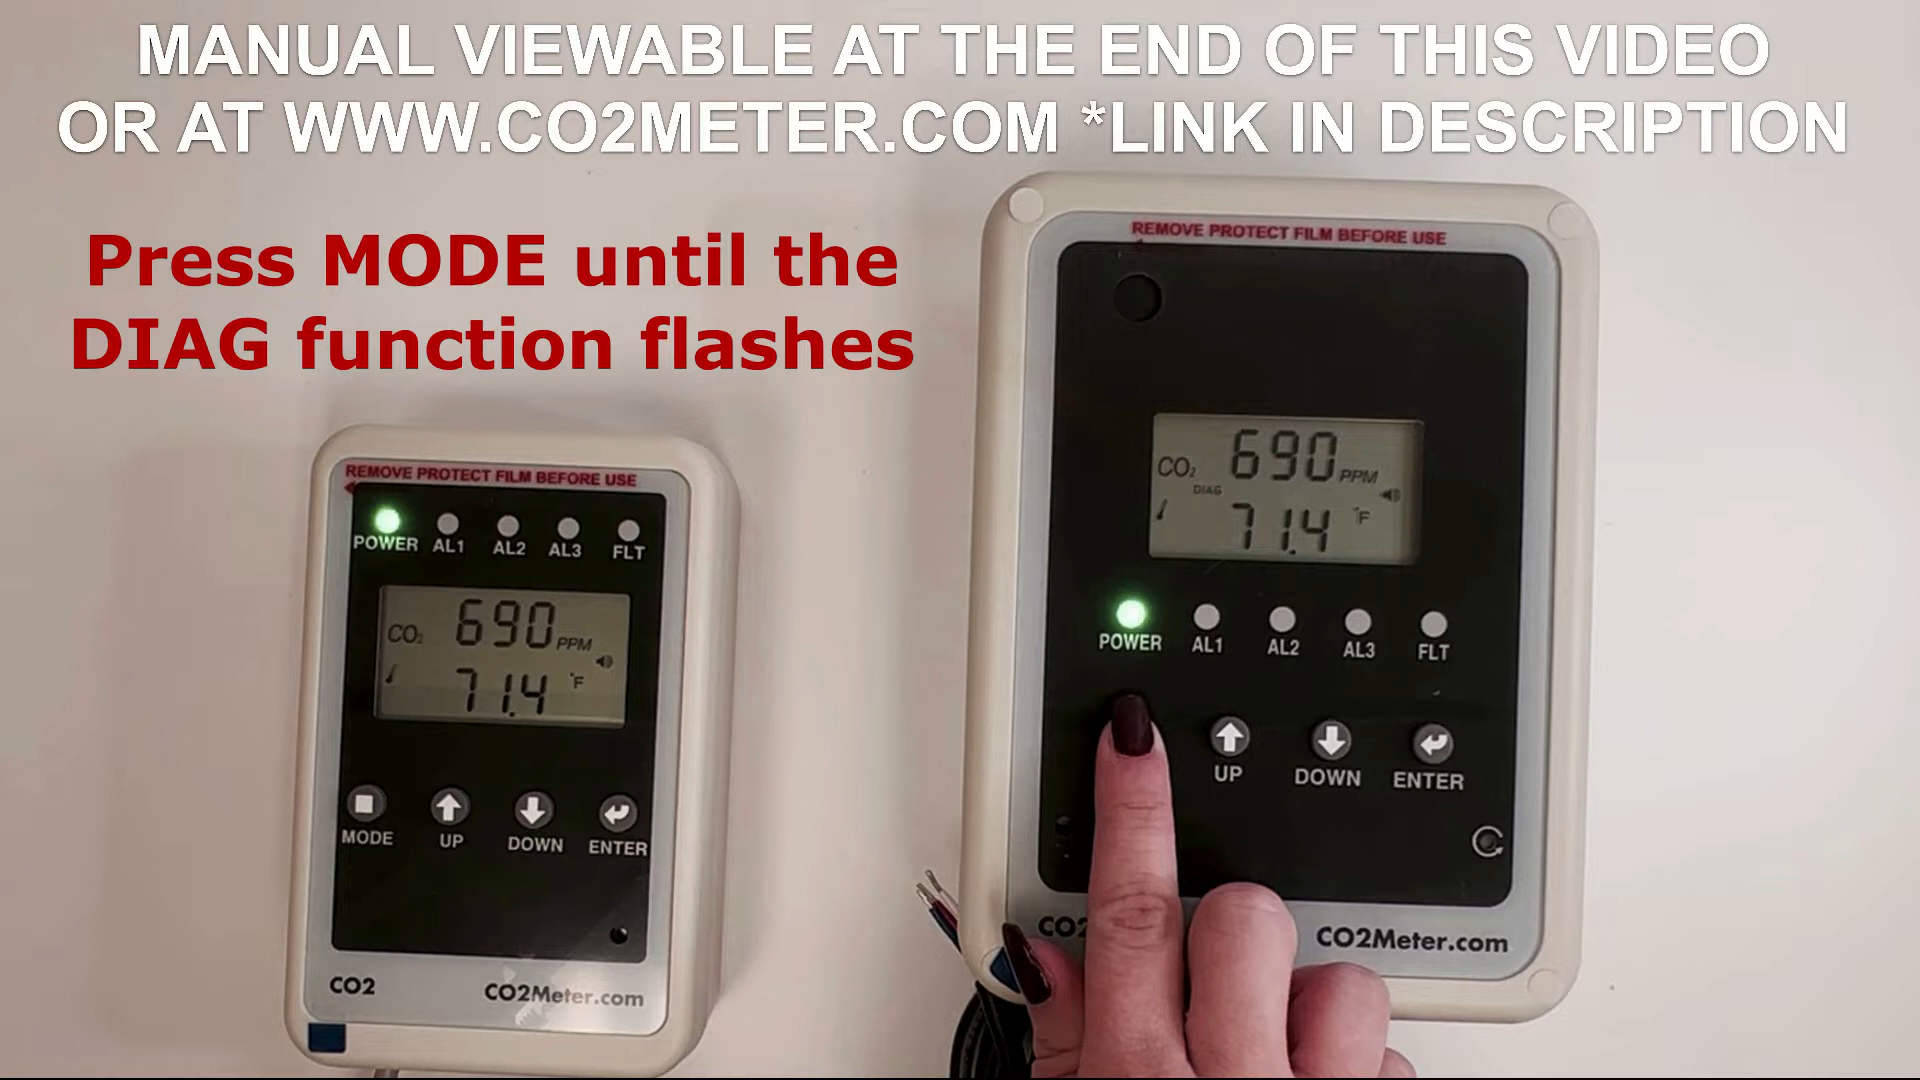 MANUAL VIEWABLE AT THE END OF THIS VIDEO
OR AT WWW.CO2METER.COM *LINK IN DESCRIPTION
Press MODE until the
DIAG function flashes
REMOVE PROTECT FILM BEFORE USE
POWER AL1 AL2 AL3 FLT
CO₂ 690 PPM
71.4 °F
MODE UP DOWN ENTER
CO2 CO2Meter.com
REMOVE PROTECT FILM BEFORE USE
CO₂ 690 PPM
DIAG
71.4 °F
POWER AL1 AL2 AL3 FLT
UP DOWN ENTER
CO2 CO2Meter.com